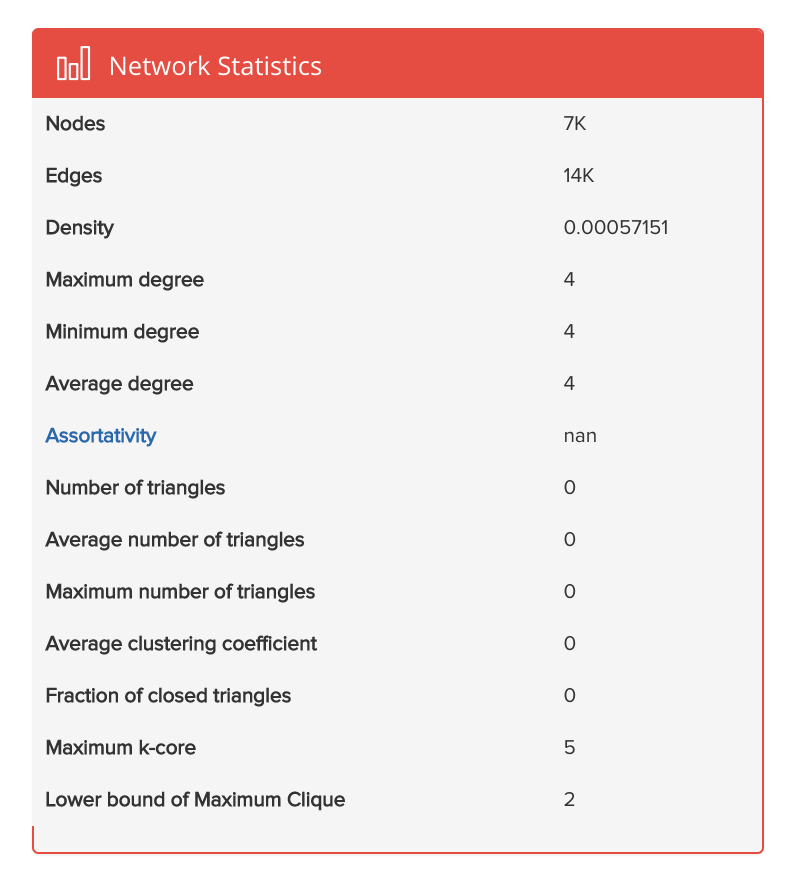 Network Statistics
Nodes 7K
Edges 14K
Density 0.00057151
Maximum degree 4
Minimum degree 4
Average degree 4
Assortativity nan
Number of triangles 0
Average number of triangles 0
Maximum number of triangles 0
Average clustering coefficient 0
Fraction of closed triangles 0
Maximum k-core 5
Lower bound of Maximum Clique 2